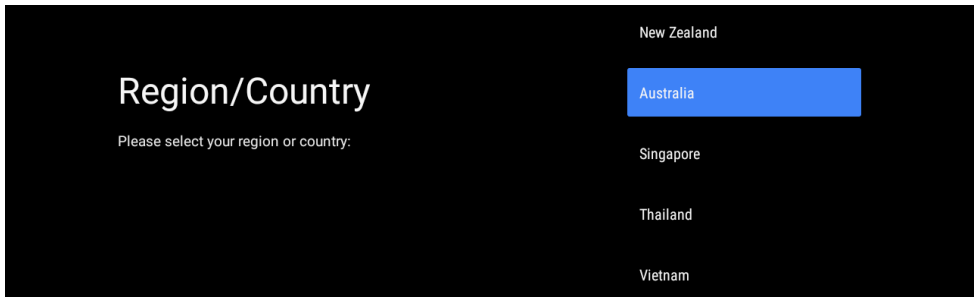 Region/Country
Please select your region or country:
New Zealand
Australia
Singapore
Thailand
Vietnam